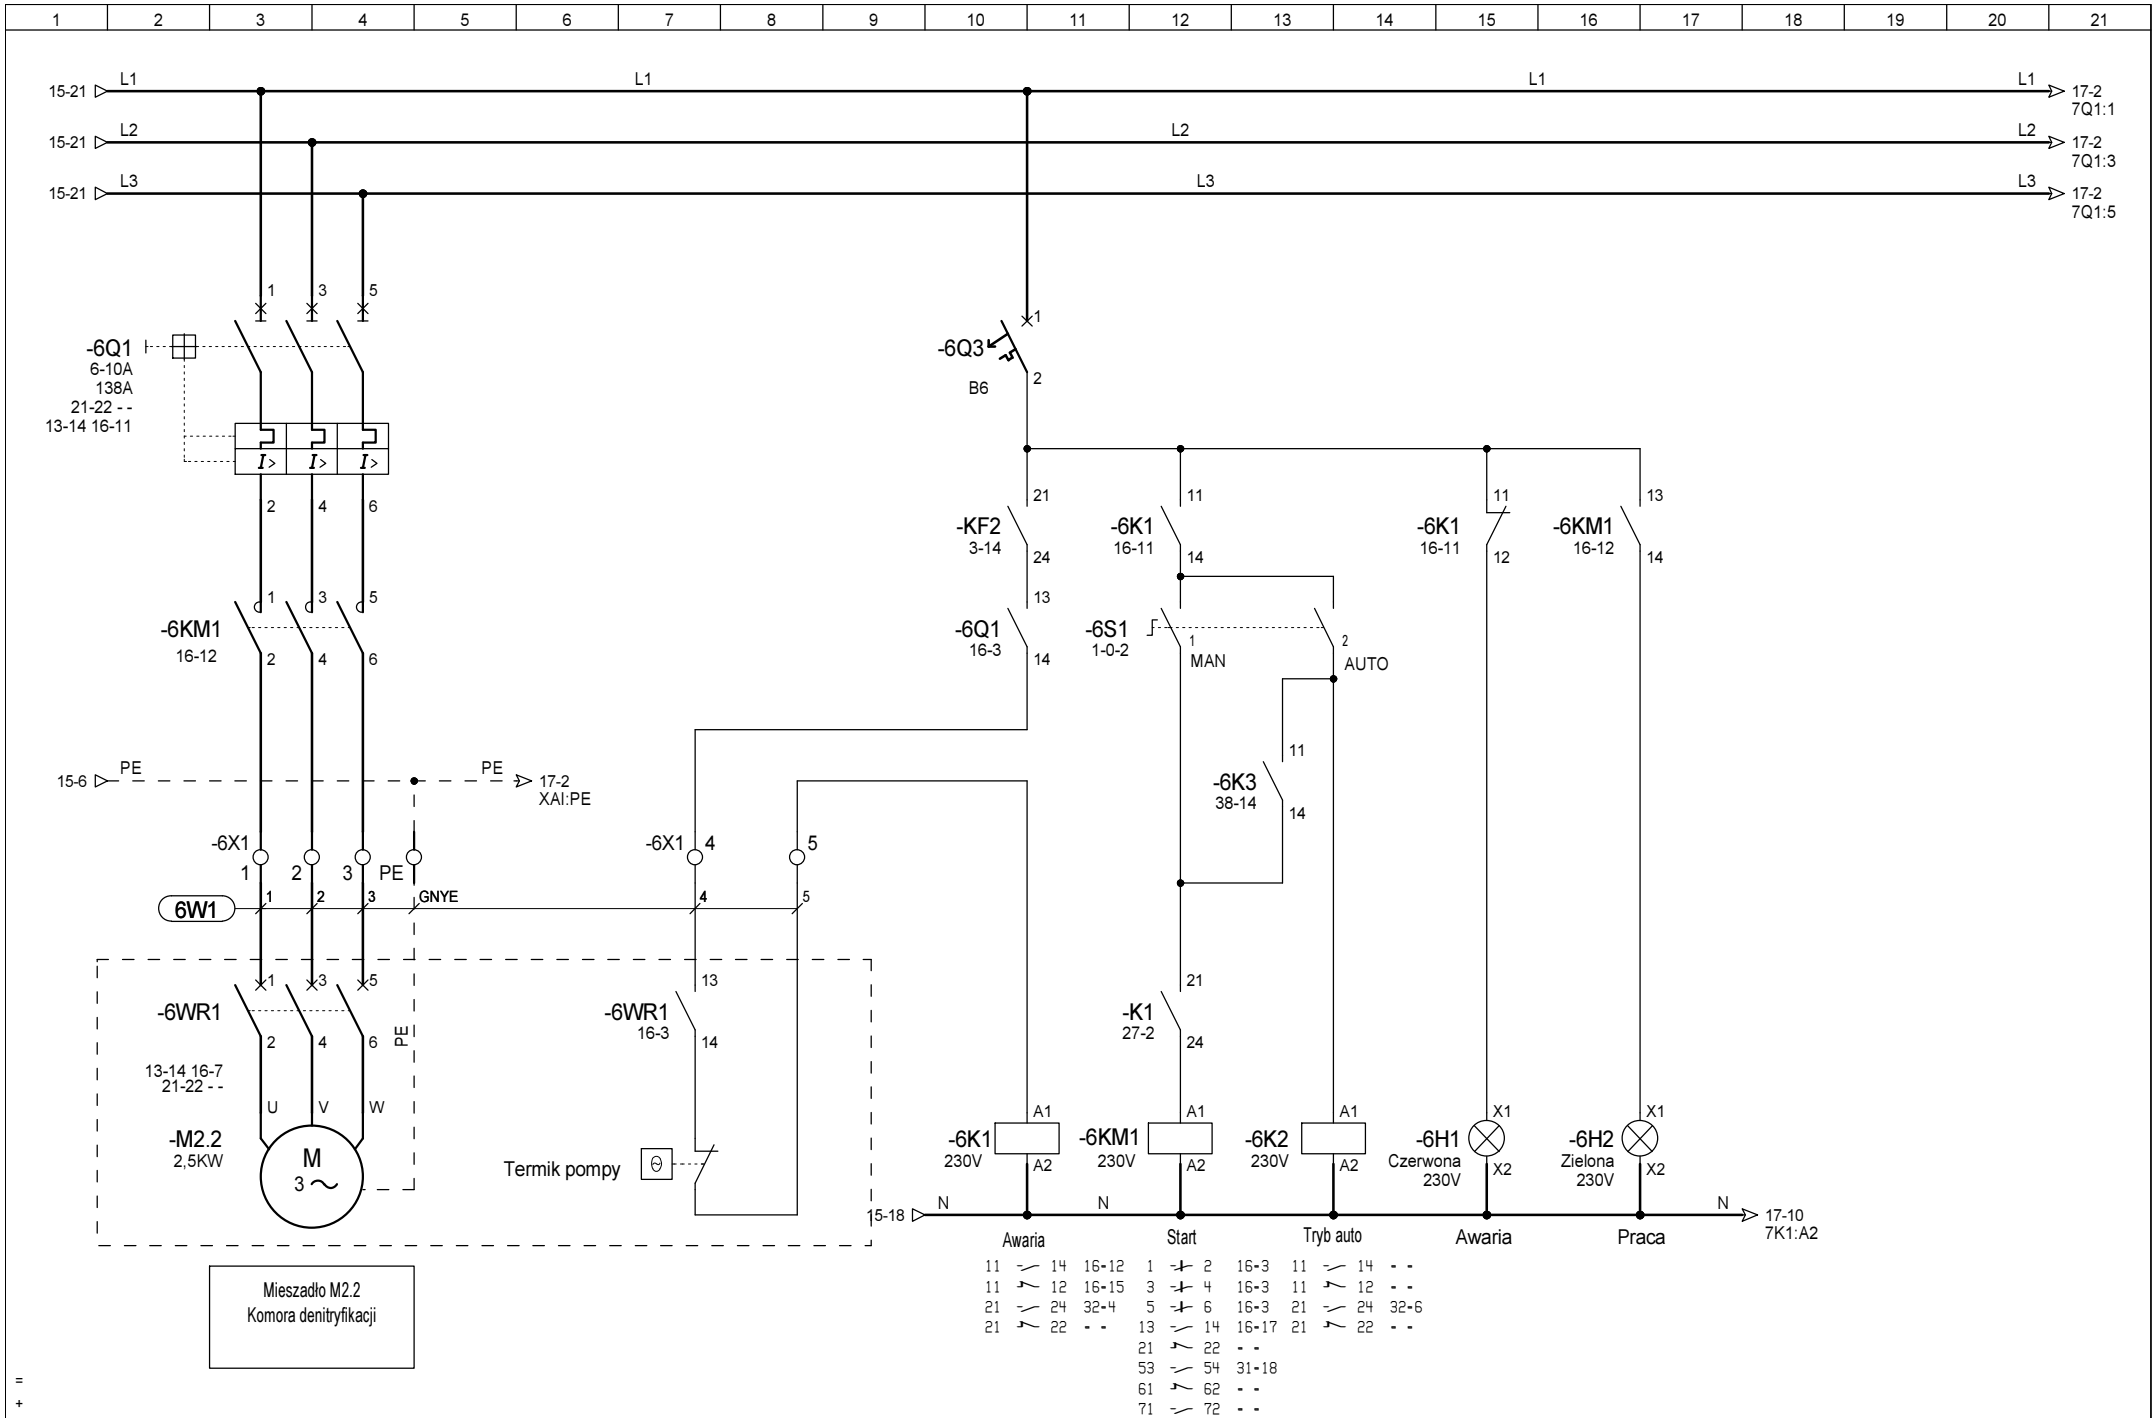 1 2 3 4 5 6 7 8 9 10 11 12 13 14 15 16 17 18 19 20 21
L1 L1 L1 L1
15-21 17-2
7Q1:1
L2 L2 L2
15-21 17-2
7Q1:3
L3 L3 L3
15-21 17-2
7Q1:5
1 3 5
-6Q1
6-10A
138A
21-22 - -
13-14 16-11
I> I> I>
2 4 6
1
-6Q3
2
B6
21 11 11 13
-KF2 -6K1 -6K1 -6KM1
3-14 16-11 16-11 16-12
24 14 12 14
1 3 5
-6KM1
16-12
2 4 6
13
-6Q1
16-3
14
-6S1
1-0-2
1 2
MAN AUTO
11
-6K3
38-14
14
PE PE
15-6 17-2
XAI:PE
-6X1
1 2 3 PE
-6X1 4 5
6W1 1 2 3 GNYE 4 5
1 3 5
-6WR1
2 4 6 PE
13-14 16-7
21-22 - -
U V W
-M2.2
2,5KW
M
3
13
-6WR1
16-3
14
Termik pompy
21
-K1
27-2
24
A1 A1 A1 X1 X1
-6K1 -6KM1 -6K2 -6H1 -6H2
230V 230V 230V Czerwona Zielona
230V 230V
A2 A2 A2 X2 X2
15-18 N N N 17-10
7K1:A2
Awaria Start Tryb auto Awaria Praca
11 14 16-12 1 2 16-3 11 14 - -
11 12 16-15 3 4 16-3 11 12 - -
21 24 32-4 5 6 16-3 21 24 32-6
21 22 - - 13 14 16-17 21 22 - -
21 22 - -
53 54 31-18
61 62 - -
71 72 - -
Mieszadło M2.2
Komora denitryfikacji
=
+